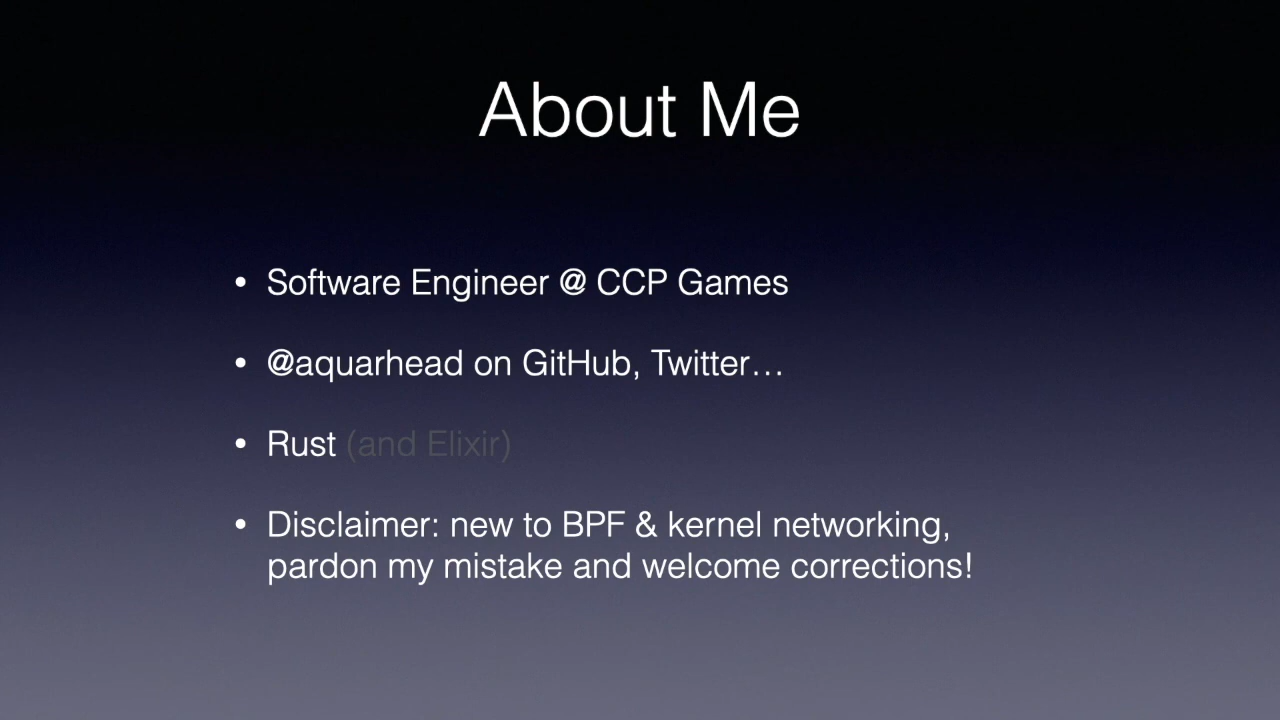 About Me
• Software Engineer @ CCP Games
• @aquarhead on GitHub, Twitter…
• Rust (and Elixir)
• Disclaimer: new to BPF & kernel networking,
pardon my mistake and welcome corrections!